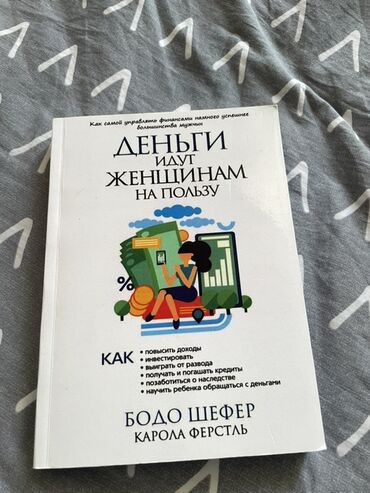 Как самой управлять финансами намного успешнее
большинства мужчин
ДЕНЬГИ
ИДУТ
ЖЕНЩИНАМ
НА ПОЛЬЗУ
%
КАК
• повысить доходы
• инвестировать
• выиграть от развода
• получать и погашать кредиты
• позаботиться о наследстве
• научить ребенка обращаться с деньгами
БОДО ШЕФЕР
КАРОЛА ФЕРСТЛЬ